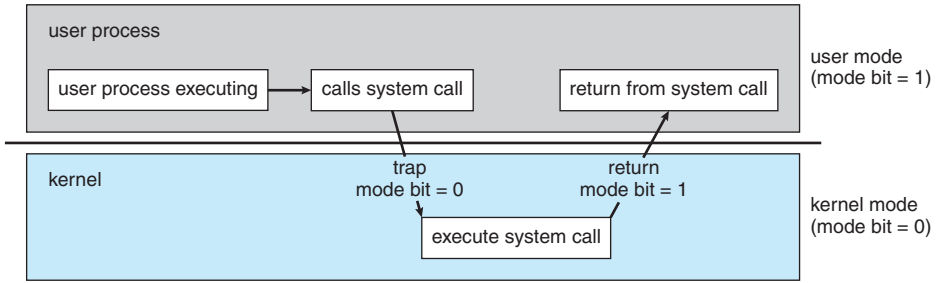 user process
user process executing
calls system call
return from system call
user mode
(mode bit = 1)
trap
mode bit = 0
return
mode bit = 1
kernel
execute system call
kernel mode
(mode bit = 0)